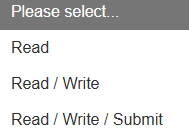 Please select...
Read
Read / Write
Read / Write / Submit